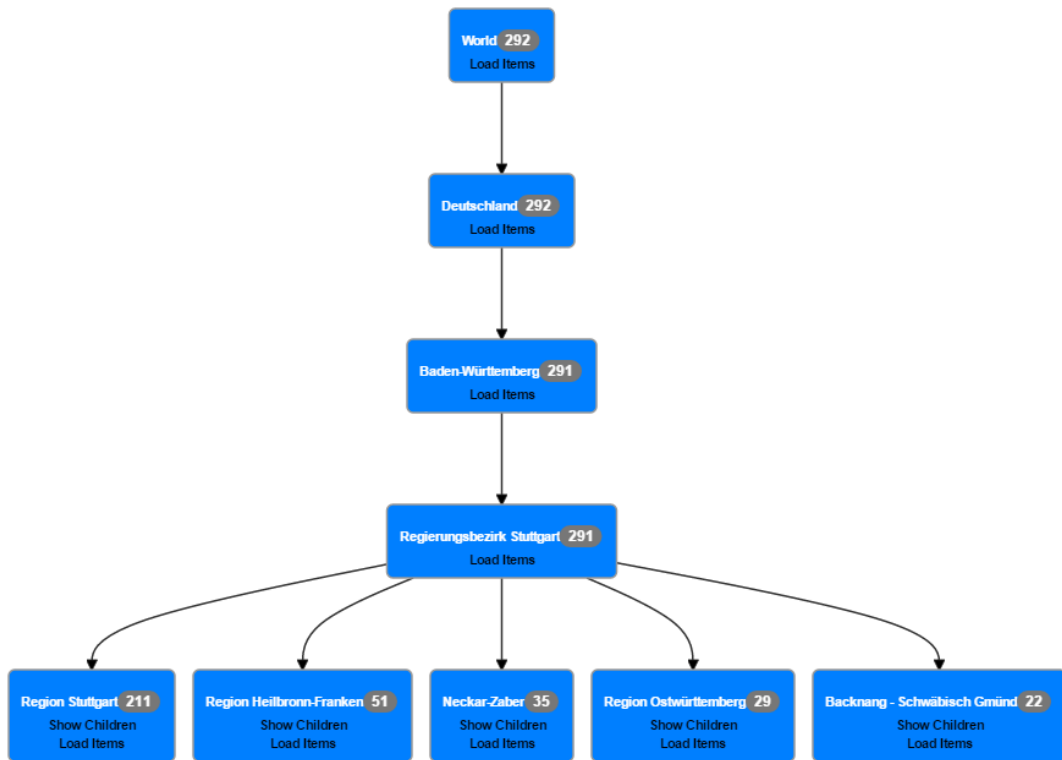 World 292
Load Items
Deutschland 292
Load Items
Baden-Württemberg 291
Load Items
Regierungsbezirk Stuttgart 291
Load Items
Region Stuttgart 211
Show Children
Load Items
Region Heilbronn-Franken 51
Show Children
Load Items
Neckar-Zaber 35
Show Children
Load Items
Region Ostwürttemberg 29
Show Children
Load Items
Backnang - Schwäbisch Gmünd 22
Show Children
Load Items